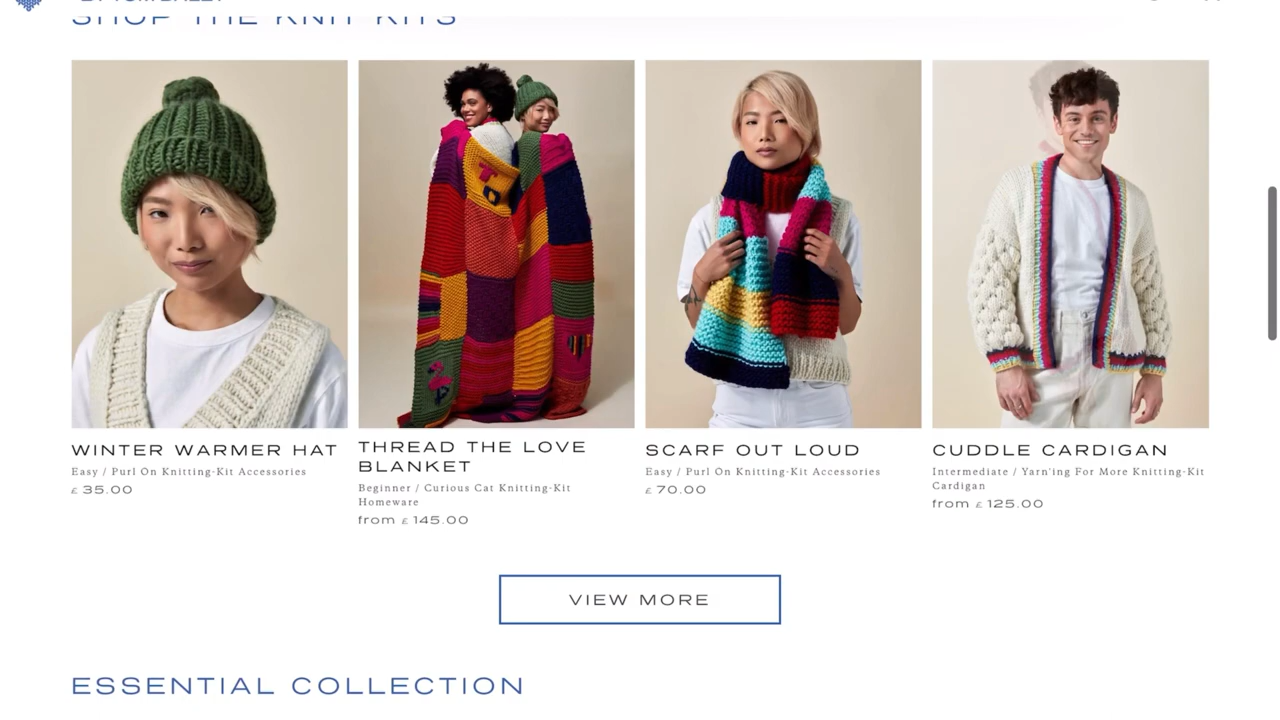 SHOP THE KNIT KITS
WINTER WARMER HAT
Easy / Purl On Knitting-Kit Accessories
£ 35.00
THREAD THE LOVE
BLANKET
Beginner / Curious Cat Knitting-Kit
Homeware
from £ 145.00
SCARF OUT LOUD
Easy / Purl On Knitting-Kit Accessories
£ 70.00
CUDDLE CARDIGAN
Intermediate / Yarn'ing For More Knitting-Kit
Cardigan
from £ 125.00
VIEW MORE
ESSENTIAL COLLECTION